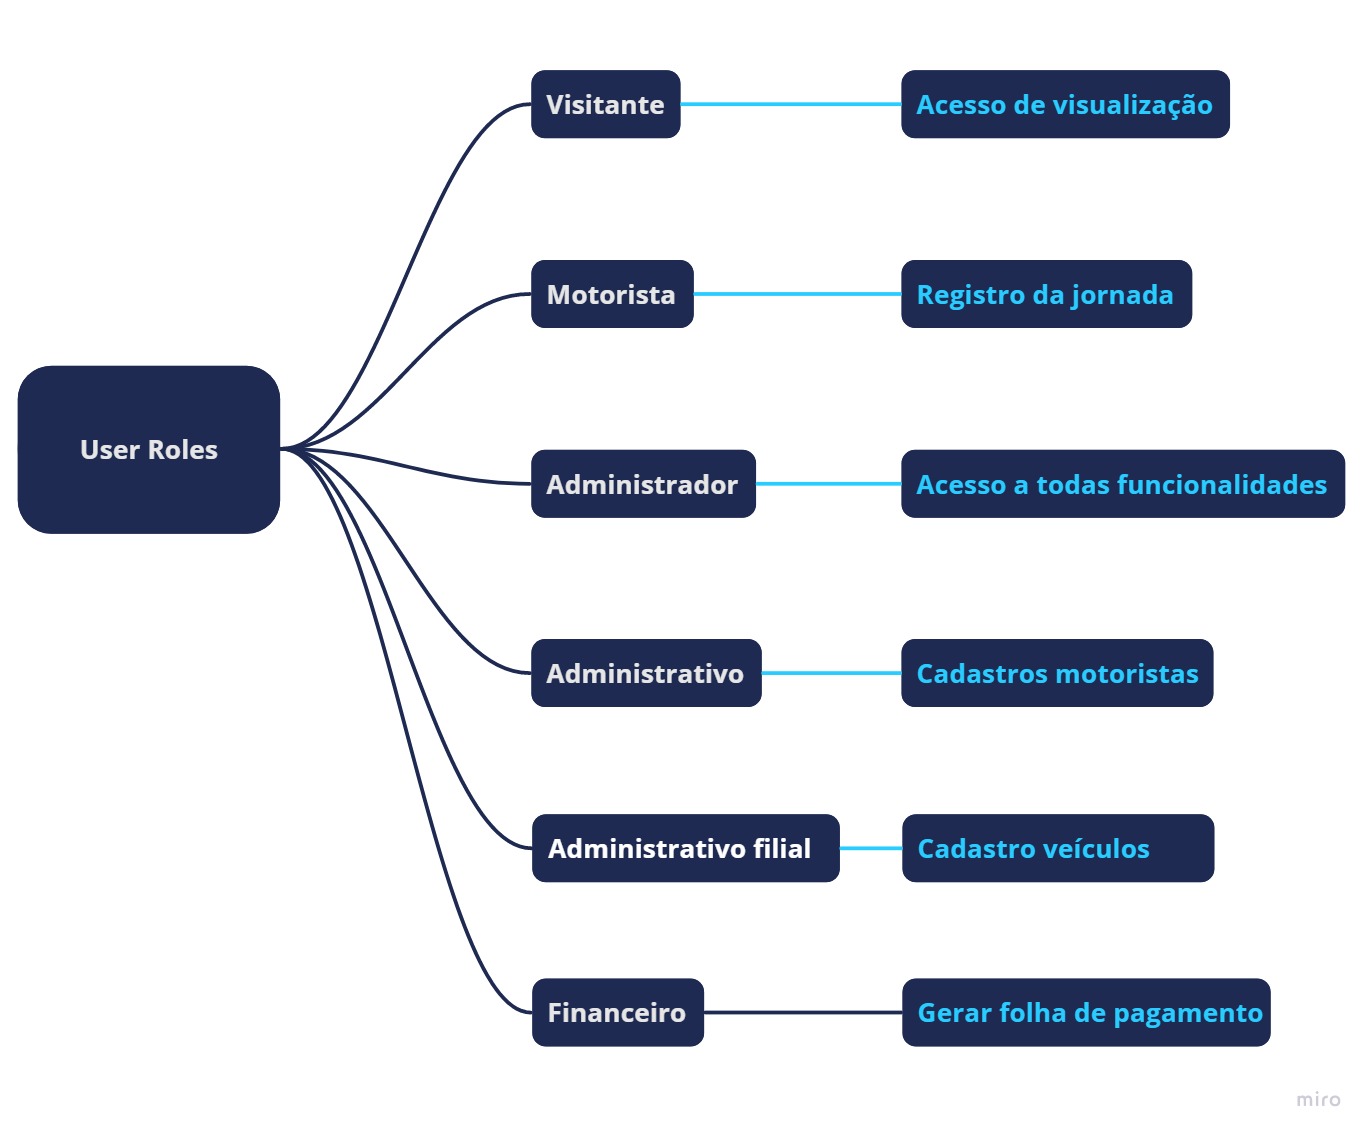 Visitante
Acesso de visualização
Motorista
Registro da jornada
User Roles
Administrador
Acesso a todas funcionalidades
Administrativo
Cadastros motoristas
Administrativo filial
Cadastro veículos
Financeiro
Gerar folha de pagamento
miro